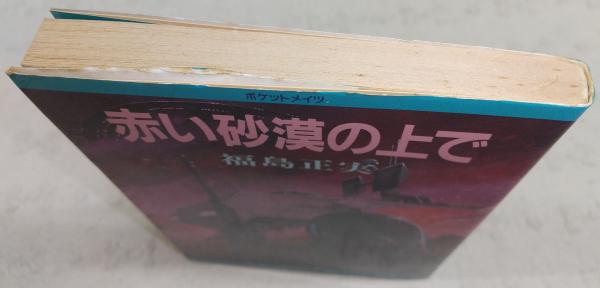 ポケットメイツ
赤い砂漠の上で
福島正実